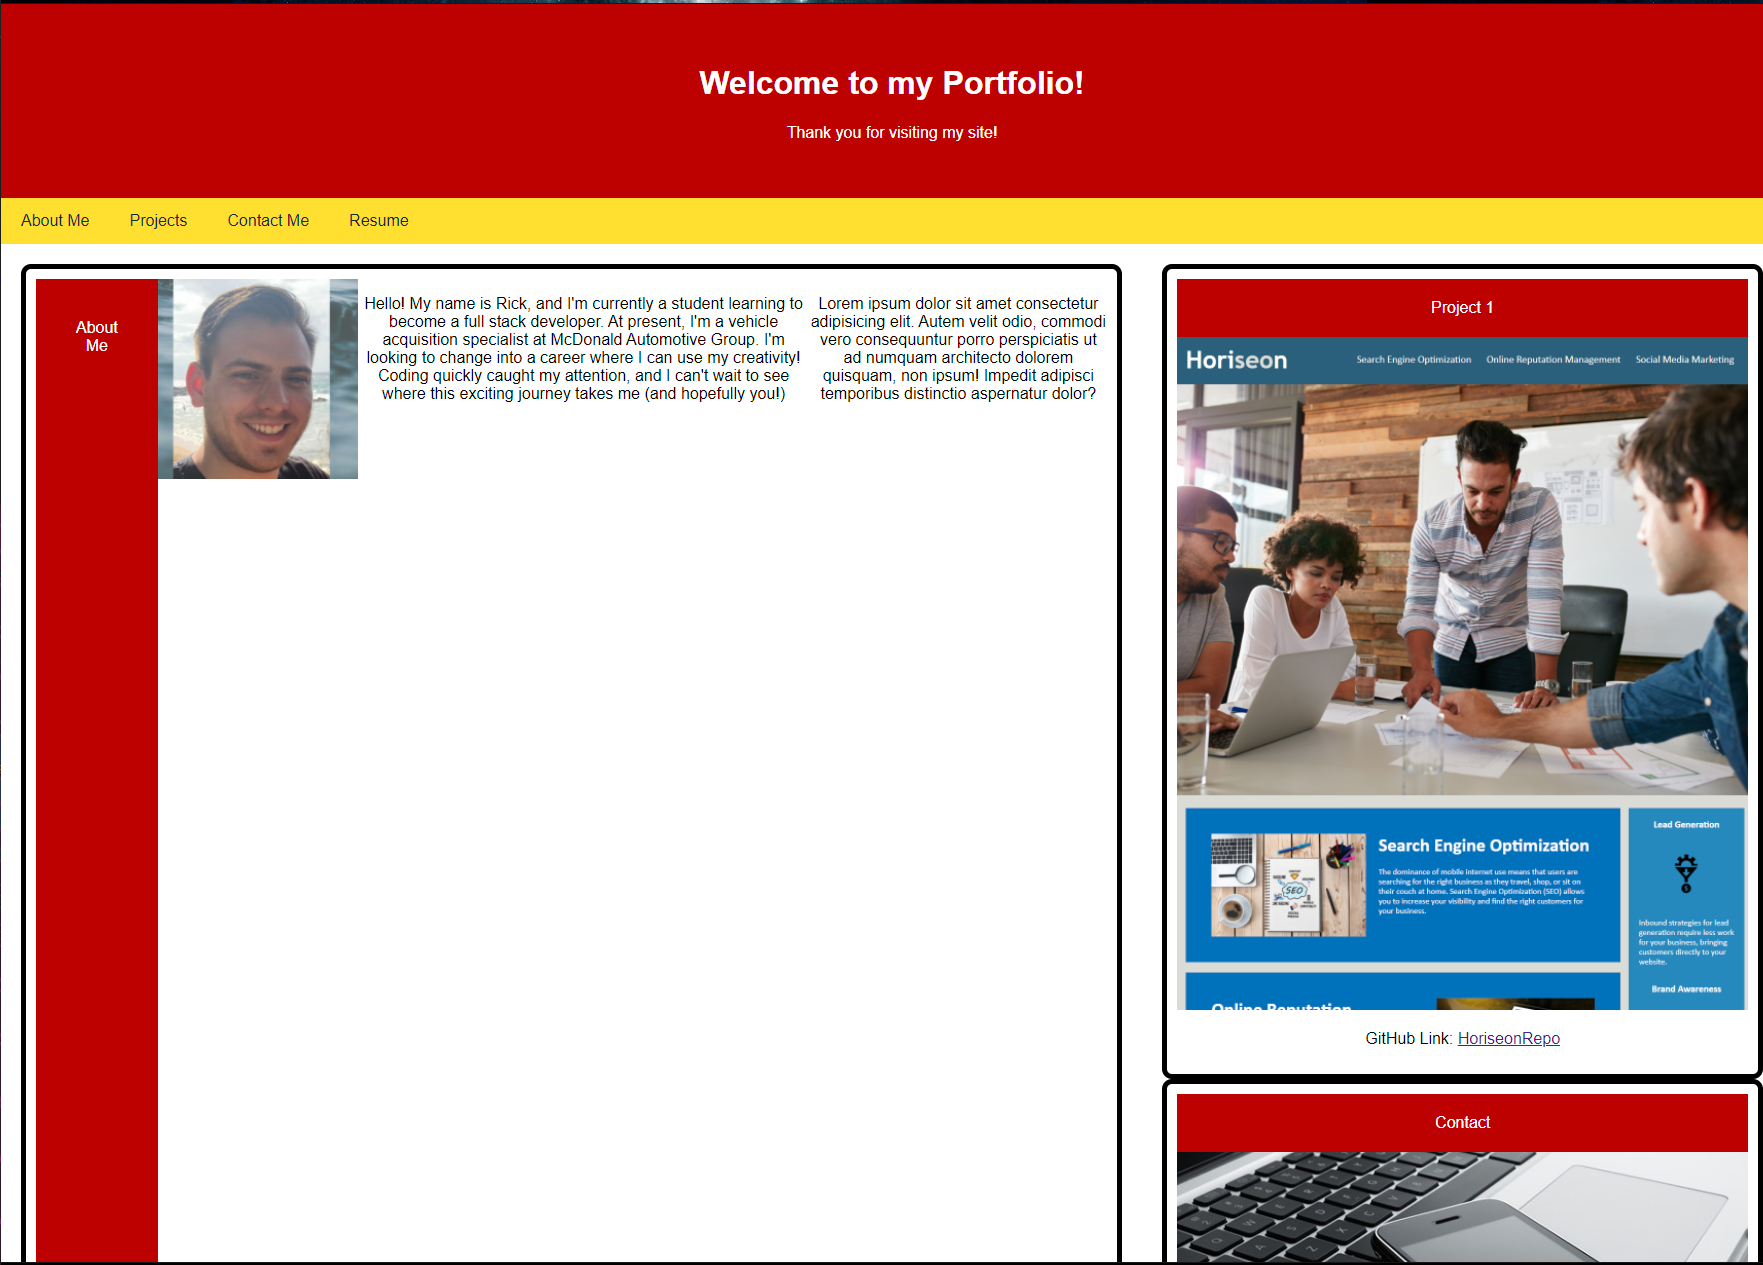 Welcome to my Portfolio!
Thank you for visiting my site!
About Me
Projects
Contact Me
Resume
About
Me
Hello! My name is Rick, and I'm currently a student learning to
become a full stack developer. At present, I'm a vehicle
acquisition specialist at McDonald Automotive Group. I'm
looking to change into a career where I can use my creativity!
Coding quickly caught my attention, and I can't wait to see
where this exciting journey takes me (and hopefully you!)
Lorem ipsum dolor sit amet consectetur
adipisicing elit. Autem velit odio, commodi
vero consequuntur porro perspiciatis ut
ad numquam architecto dolorem
quisquam, non ipsum! Impedit adipisci
temporibus distinctio aspernatur dolor?
Project 1
Horiseon
Search Engine Optimization
Online Reputation Management
Social Media Marketing
Search Engine Optimization
The dominance of mobile internet use means that users are
searching for the right business as they travel, shop, or sit on
their couch at home. Search Engine Optimization (SEO) allows
you to increase your visibility and find the right customers for
your business.
SEO
Lead Generation
Inbound strategies for lead
generation require less work
for your business, bringing
customers directly to your
website.
Brand Awareness
Online Reputation
GitHub Link: HoriseonRepo
Contact